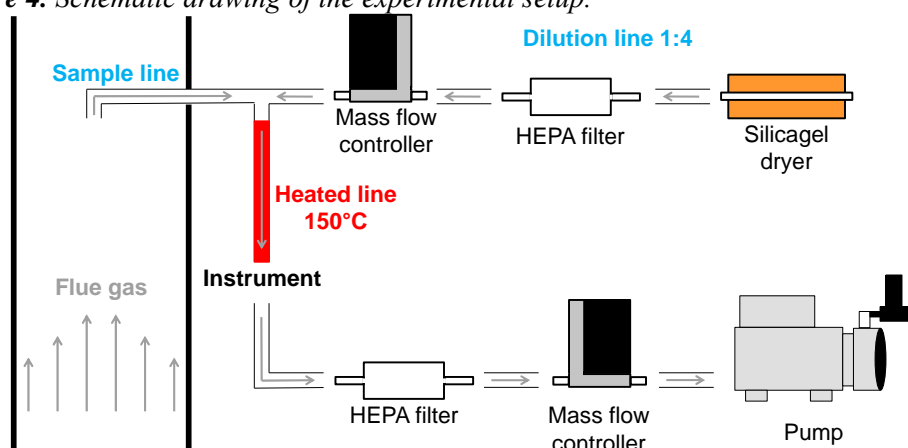 e 4. Schematic drawing of the experimental setup.
Dilution line 1:4
Sample line
Mass flow
controller
HEPA filter
Silicagel
dryer
Heated line
150°C
Instrument
Flue gas
HEPA filter
Mass flow
controller
Pump